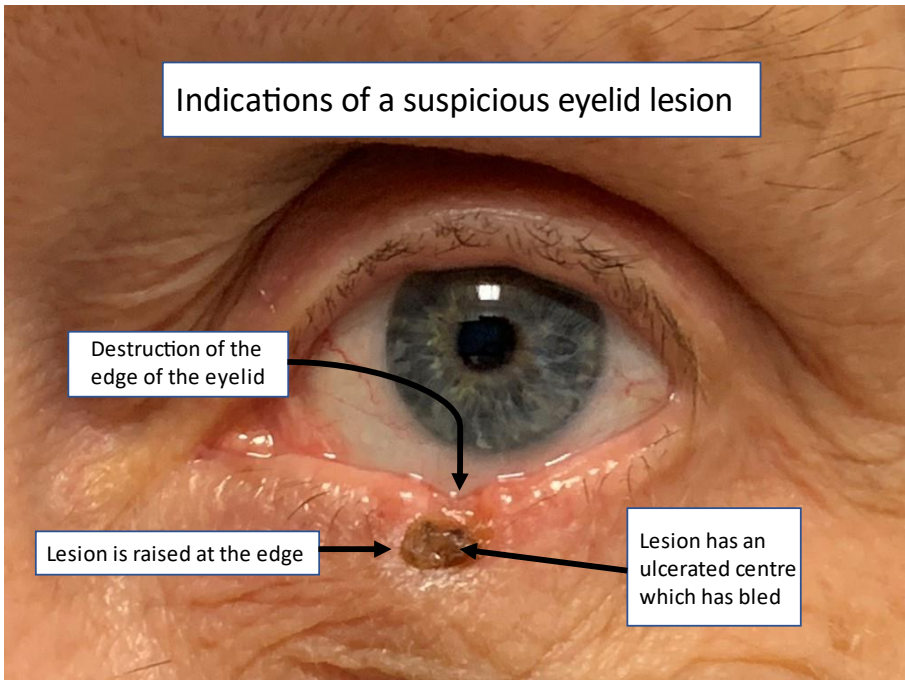 Indications of a suspicious eyelid lesion
Destruction of the
edge of the eyelid
Lesion is raised at the edge
Lesion has an
ulcerated centre
which has bled